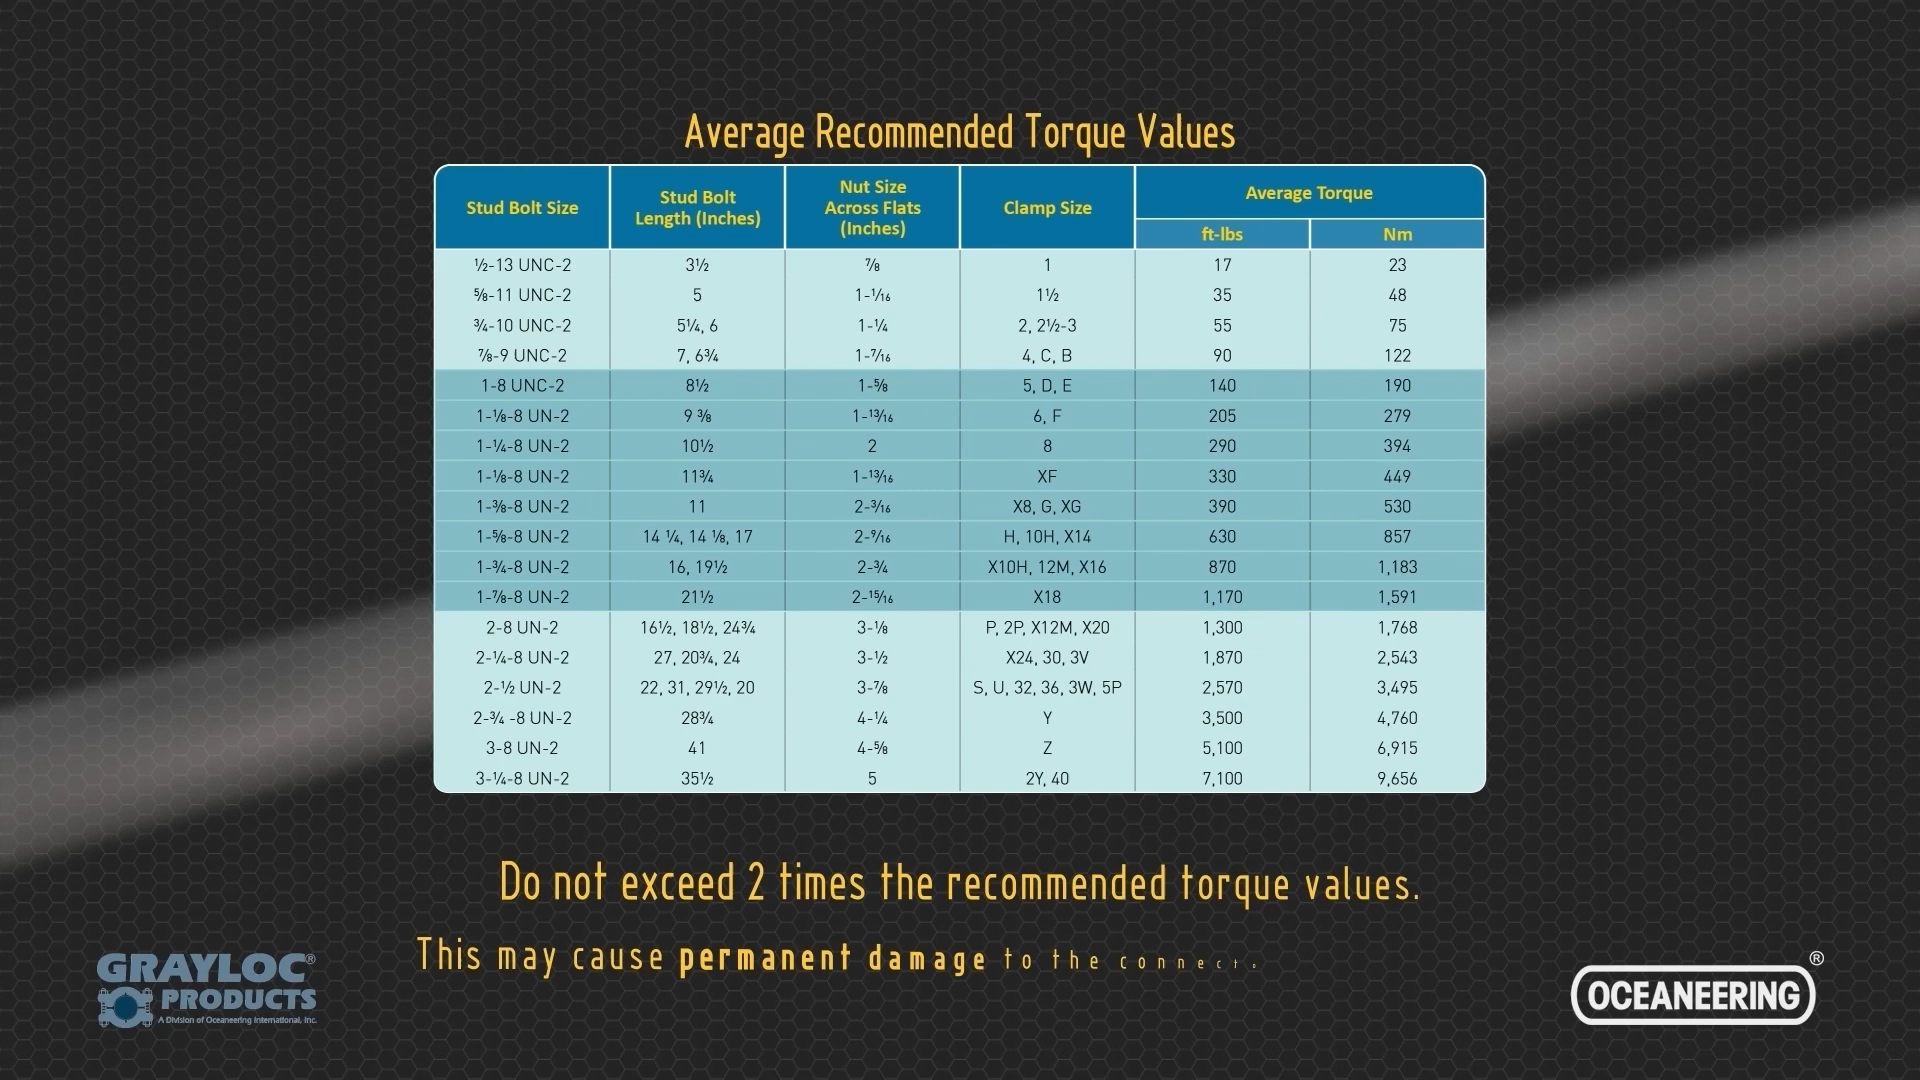 Average Recommended Torque Values
Stud Bolt Size | Stud Bolt Length (Inches) | Nut Size Across Flats (Inches) | Clamp Size | Average Torque
ft-lbs | Nm
½-13 UNC-2 | 3½ | ⅞ | 1 | 17 | 23
⅝-11 UNC-2 | 5 | 1-1⁄16 | 1½ | 35 | 48
¾-10 UNC-2 | 5¼, 6 | 1-¼ | 2, 2½-3 | 55 | 75
⅞-9 UNC-2 | 7, 6¾ | 1-7⁄16 | 4, C, B | 90 | 122
1-8 UNC-2 | 8½ | 1-⅝ | 5, D, E | 140 | 190
1-⅛-8 UN-2 | 9 ⅜ | 1-13⁄16 | 6, F | 205 | 279
1-¼-8 UN-2 | 10½ | 2 | 8 | 290 | 394
1-⅛-8 UN-2 | 11¾ | 1-13⁄16 | XF | 330 | 449
1-⅜-8 UN-2 | 11 | 2-3⁄16 | X8, G, XG | 390 | 530
1-⅝-8 UN-2 | 14 ¼, 14 ⅛, 17 | 2-9⁄16 | H, 10H, X14 | 630 | 857
1-¾-8 UN-2 | 16, 19½ | 2-¾ | X10H, 12M, X16 | 870 | 1,183
1-⅞-8 UN-2 | 21½ | 2-15⁄16 | X18 | 1,170 | 1,591
2-8 UN-2 | 16½, 18½, 24¾ | 3-⅛ | P, 2P, X12M, X20 | 1,300 | 1,768
2-¼-8 UN-2 | 27, 20¾, 24 | 3-½ | X24, 30, 3V | 1,870 | 2,543
2-½ UN-2 | 22, 31, 29½, 20 | 3-⅞ | S, U, 32, 36, 3W, 5P | 2,570 | 3,495
2-¾ -8 UN-2 | 28¾ | 4-¼ | Y | 3,500 | 4,760
3-8 UN-2 | 41 | 4-⅝ | Z | 5,100 | 6,915
3-¼-8 UN-2 | 35½ | 5 | 2Y, 40 | 7,100 | 9,656
Do not exceed 2 times the recommended torque values.
This may cause permanent damage to the connecto
GRAYLOC®
PRODUCTS
A Division of Oceaneering International, Inc.
OCEANEERING®